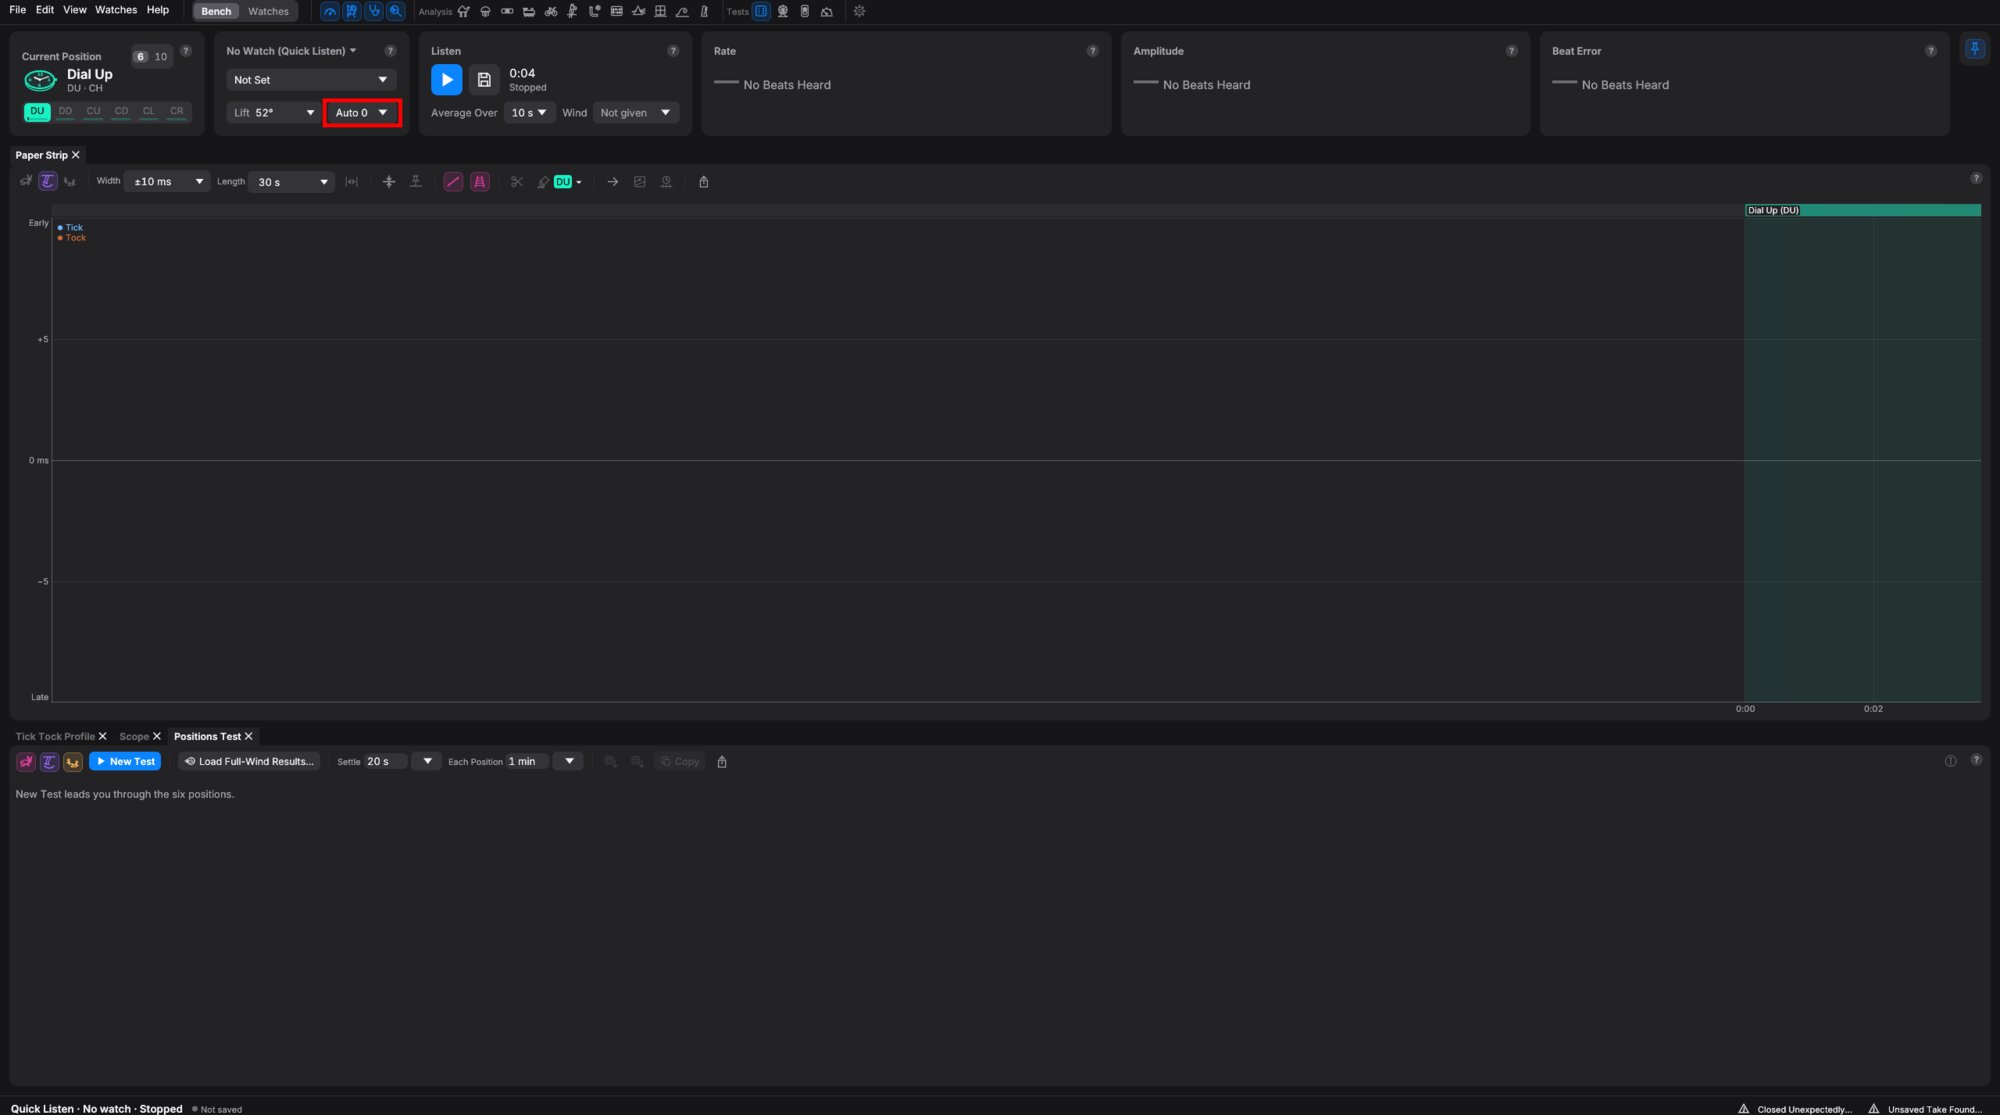 File Edit View Watches Help Bench Watches Analysis Tests
Current Position 6 10 ?
Dial Up
DU · CH
DU DD CU CD CL CR
No Watch (Quick Listen) ?
Not Set
Lift 52° Auto 0
Listen ?
0:04
Stopped
Average Over 10 s Wind Not given
Rate ?
No Beats Heard
Amplitude ?
No Beats Heard
Beat Error ?
No Beats Heard
Paper Strip
Width ±10 ms Length 30 s DU ?
Dial Up (DU)
Early
Tick
Tock
+5
0 ms
−5
Late
0:00 0:02
Tick Tock Profile Scope Positions Test
New Test Load Full-Wind Results... Settle 20 s Each Position 1 min Copy ?
New Test leads you through the six positions.
Quick Listen · No watch · Stopped Not saved Closed Unexpectedly... Unsaved Take Found...